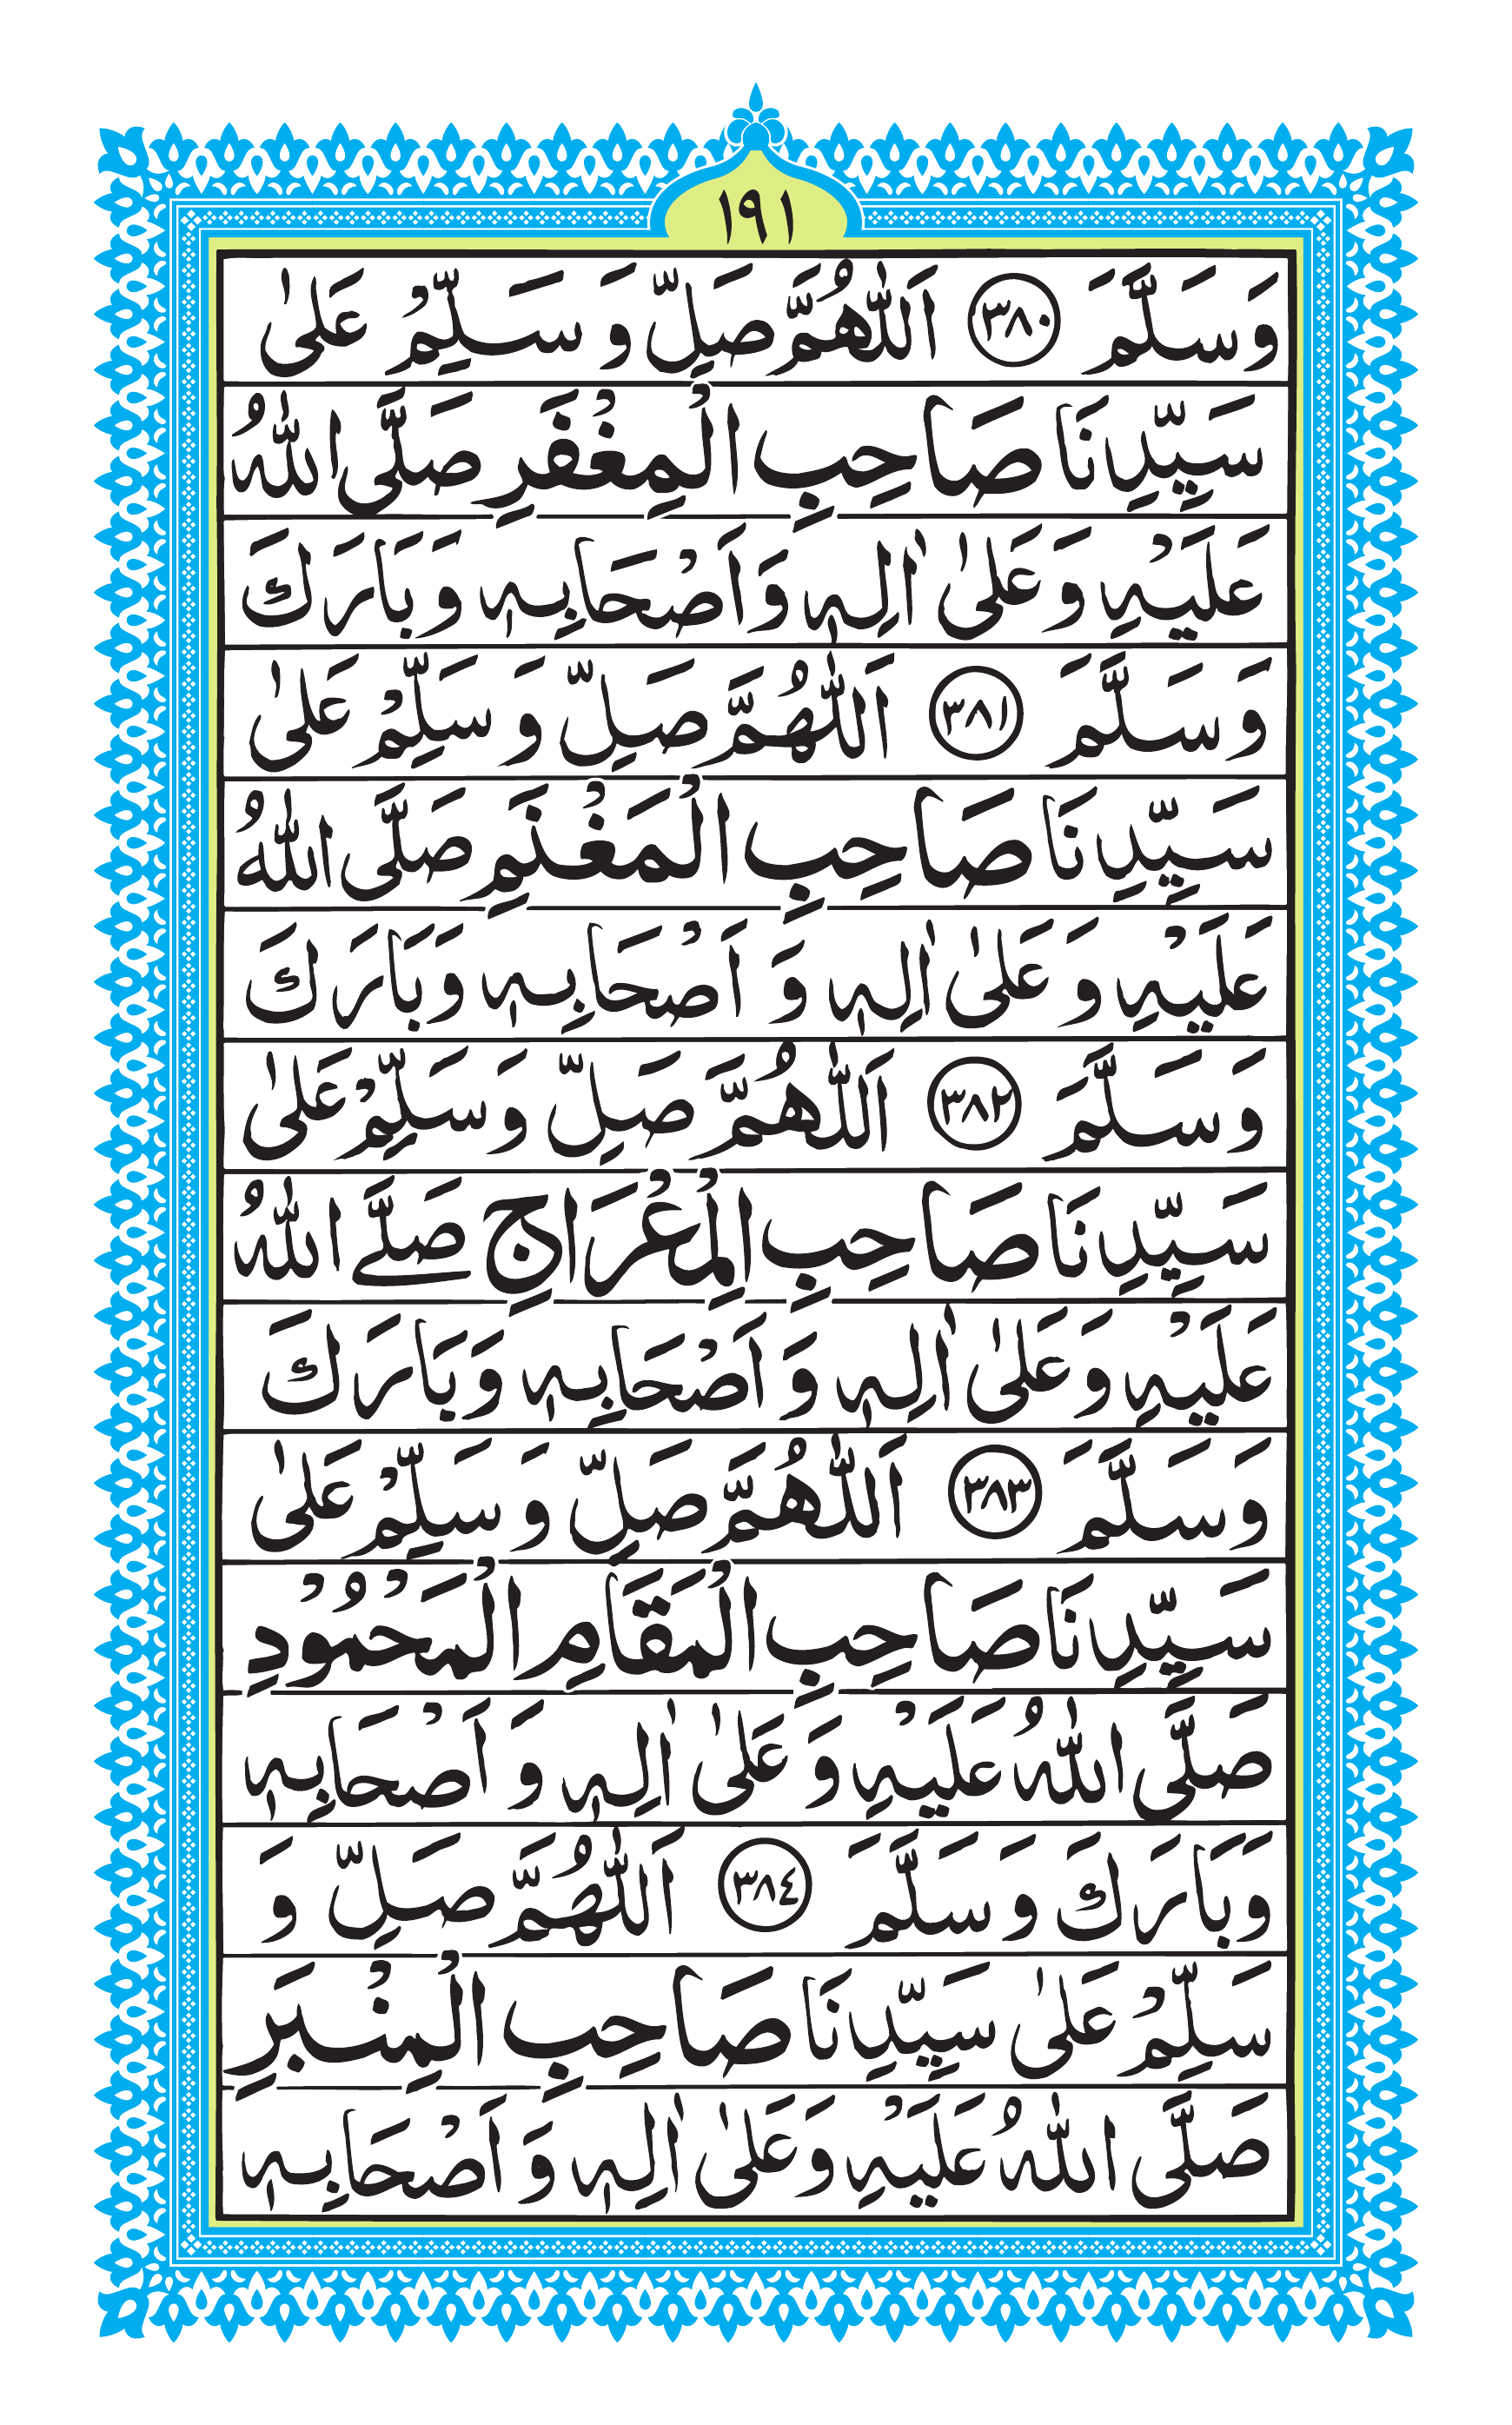 ١٩١
وَسَلَّمَ ٣٨٠ اَللّٰهُمَّ صَلِّ وَ سَلِّمْ عَلٰى
سَيِّدِنَا صَاحِبِ الْمِغْفَرِ صَلَّى اللّٰهُ
عَلَيْهِ وَعَلٰى اٰلِهٖ وَاَصْحَابِهٖ وَبَارَكَ
وَسَلَّمَ ٣٨١ اَللّٰهُمَّ صَلِّ وَ سَلِّمْ عَلٰى
سَيِّدِنَا صَاحِبِ الْمَغْنَمِ صَلَّى اللّٰهُ
عَلَيْهِ وَعَلٰى اٰلِهٖ وَ اَصْحَابِهٖ وَبَارَكَ
وَسَلَّمَ ٣٨٢ اَللّٰهُمَّ صَلِّ وَسَلِّمْ عَلٰى
سَيِّدِنَا صَاحِبِ الْمِعْرَاجِ صَلَّے اللّٰهُ
عَلَيْهِ وَعَلٰى اٰلِهٖ وَ اَصْحَابِهٖ وَبَارَكَ
وَسَلَّمَ ٣٨٣ اَللّٰهُمَّ صَلِّ وَسَلِّمْ عَلٰى
سَيِّدِنَا صَاحِبِ الْمَقَامِ الْمَحْمُوْدِ
صَلَّى اللّٰهُ عَلَيْهِ وَ عَلٰى اٰلِهٖ وَ اَصْحَابِهٖ
وَبَارَكَ وَسَلَّمَ ٣٨٤ اَللّٰهُمَّ صَلِّ وَ
سَلِّمْ عَلٰى سَيِّدِنَا صَاحِبِ الْمِنْبَرِ
صَلَّى اللّٰهُ عَلَيْهِ وَعَلٰى اٰلِهٖ وَ اَصْحَابِهٖ